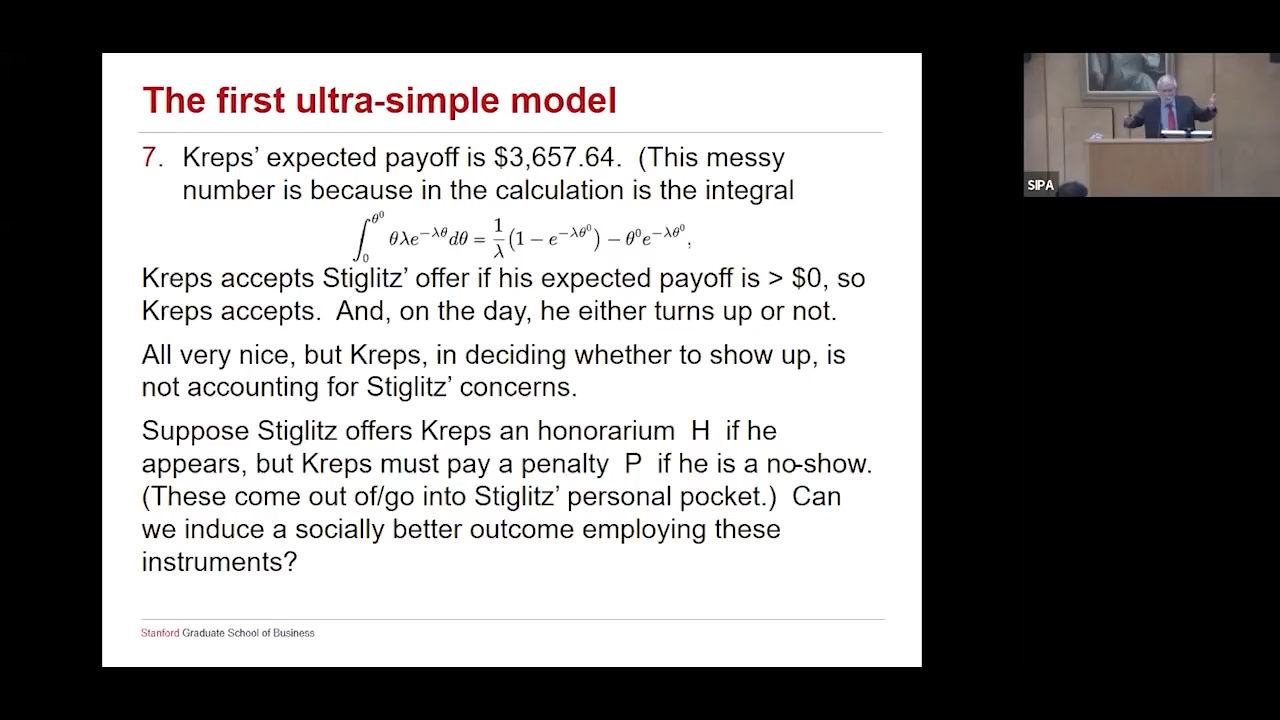 The first ultra-simple model
7. Kreps' expected payoff is $3,657.64. (This messy
number is because in the calculation is the integral
∫₀^{θ⁰} θλe^{−λθ}dθ = 1/λ (1 − e^{−λθ⁰}) − θ⁰e^{−λθ⁰},
Kreps accepts Stiglitz' offer if his expected payoff is > $0, so
Kreps accepts. And, on the day, he either turns up or not.
All very nice, but Kreps, in deciding whether to show up, is
not accounting for Stiglitz' concerns.
Suppose Stiglitz offers Kreps an honorarium H if he
appears, but Kreps must pay a penalty P if he is a no-show.
(These come out of/go into Stiglitz' personal pocket.) Can
we induce a socially better outcome employing these
instruments?
Stanford Graduate School of Business
SIPA